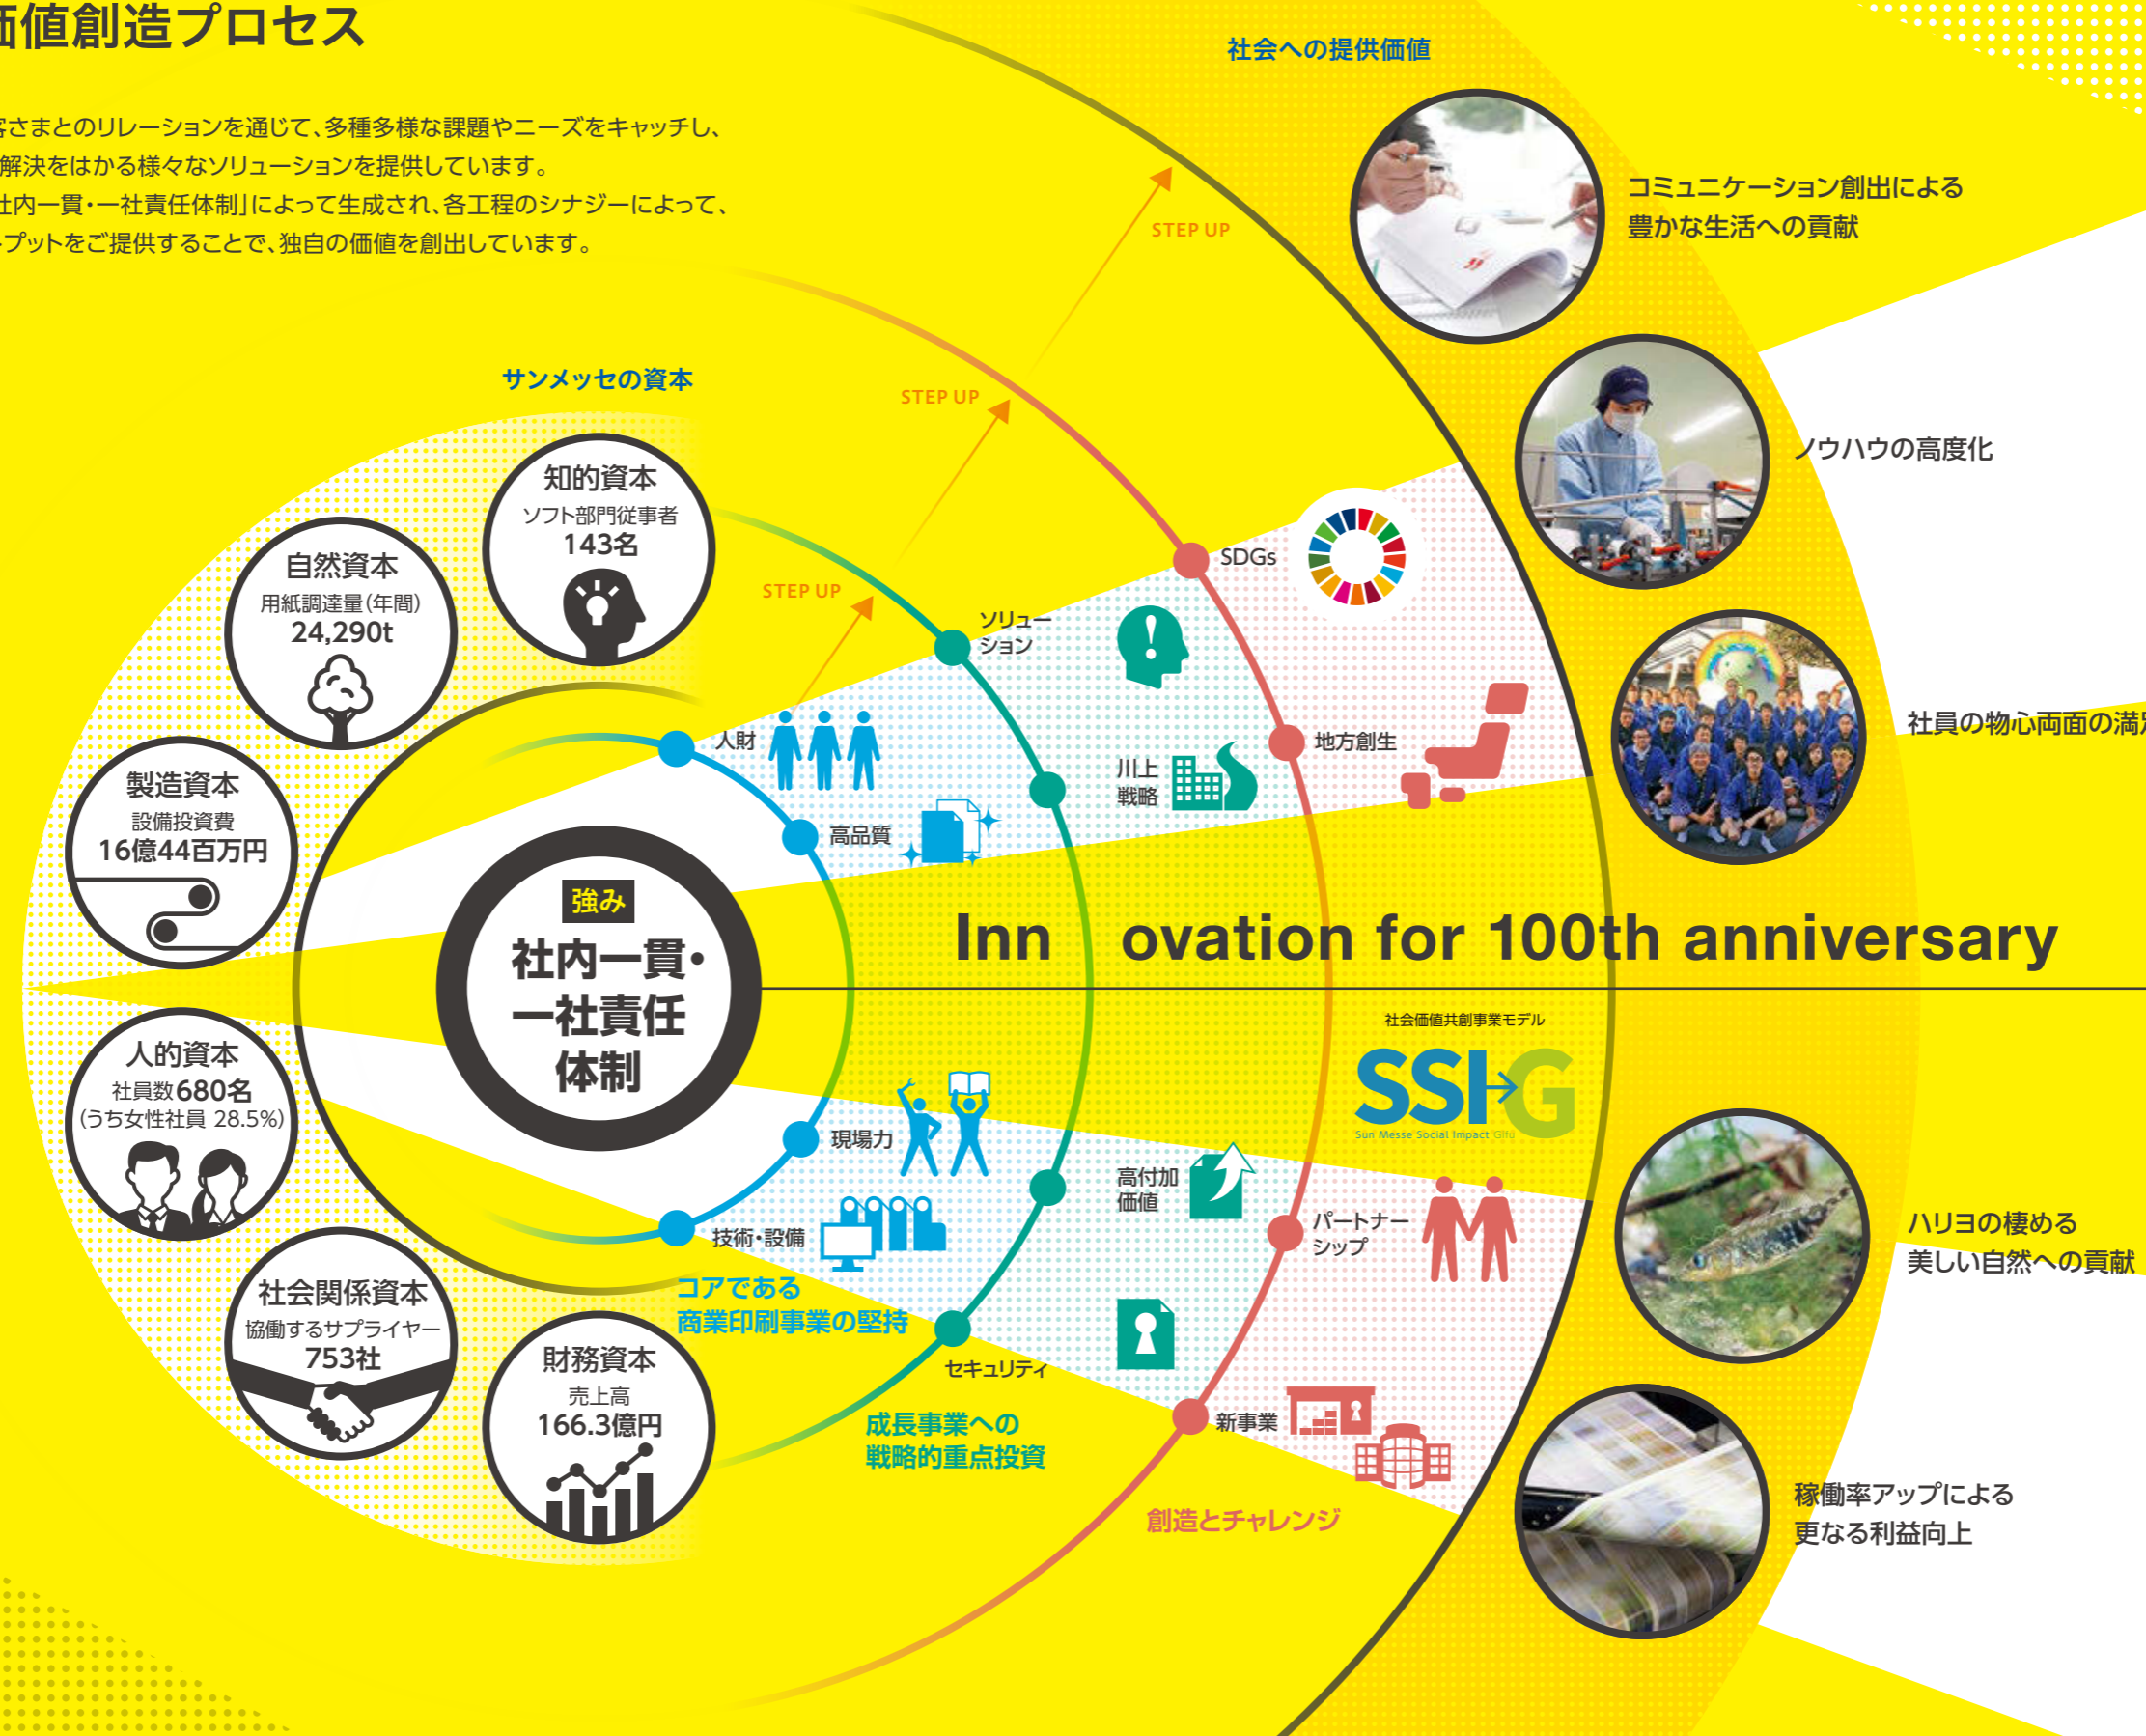 価値創造プロセス
客さまとのリレーションを通じて、多種多様な課題やニーズをキャッチし、
解決をはかる様々なソリューションを提供しています。
社内一貫・一社責任体制」によって生成され、各工程のシナジーによって、
トプットをご提供することで、独自の価値を創出しています。
社会への提供価値
コミュニケーション創出による
豊かな生活への貢献
ノウハウの高度化
社員の物心両面の満足
ハリヨの棲める
美しい自然への貢献
稼働率アップによる
更なる利益向上
STEP UP
STEP UP
STEP UP
サンメッセの資本
知的資本
ソフト部門従事者
143名
自然資本
用紙調達量(年間)
24,290t
製造資本
設備投資費
16億44百万円
人的資本
社員数680名
(うち女性社員 28.5%)
社会関係資本
協働するサプライヤー
753社
財務資本
売上高
166.3億円
強み
社内一貫・
一社責任
体制
人財
高品質
現場力
技術・設備
コアである
商業印刷事業の堅持
ソリュー
ション
川上
戦略
高付加
価値
セキュリティ
成長事業への
戦略的重点投資
SDGs
地方創生
パートナー
シップ
新事業
創造とチャレンジ
Inn ovation for 100th anniversary
社会価値共創事業モデル
SSI→G
Sun Messe Social Impact Gifu